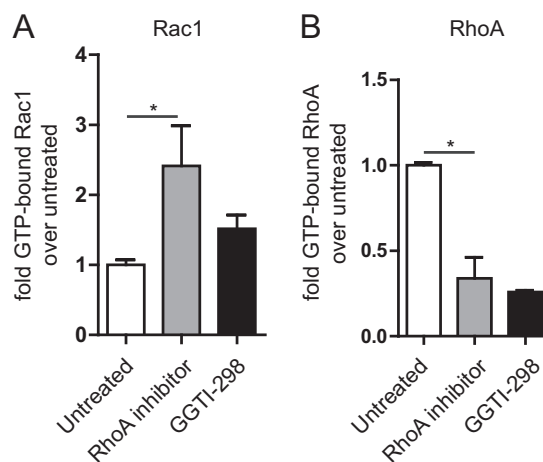 A
Rac1
fold GTP-bound Rac1
over untreated
4
3
2
1
0
*
Untreated
RhoA inhibitor
GGTI-298
B
RhoA
fold GTP-bound RhoA
over untreated
1.5
1.0
0.5
0.0
*
Untreated
RhoA inhibitor
GGTI-298